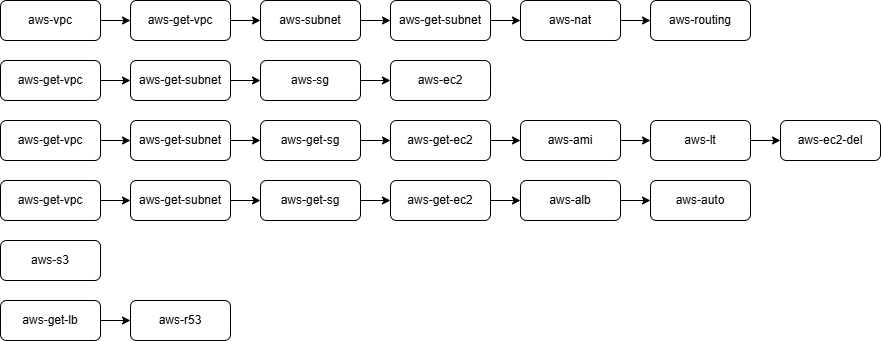 aws-vpc aws-get-vpc aws-subnet aws-get-subnet aws-nat aws-routing
aws-get-vpc aws-get-subnet aws-sg aws-ec2
aws-get-vpc aws-get-subnet aws-get-sg aws-get-ec2 aws-ami aws-lt aws-ec2-del
aws-get-vpc aws-get-subnet aws-get-sg aws-get-ec2 aws-alb aws-auto
aws-s3
aws-get-lb aws-r53